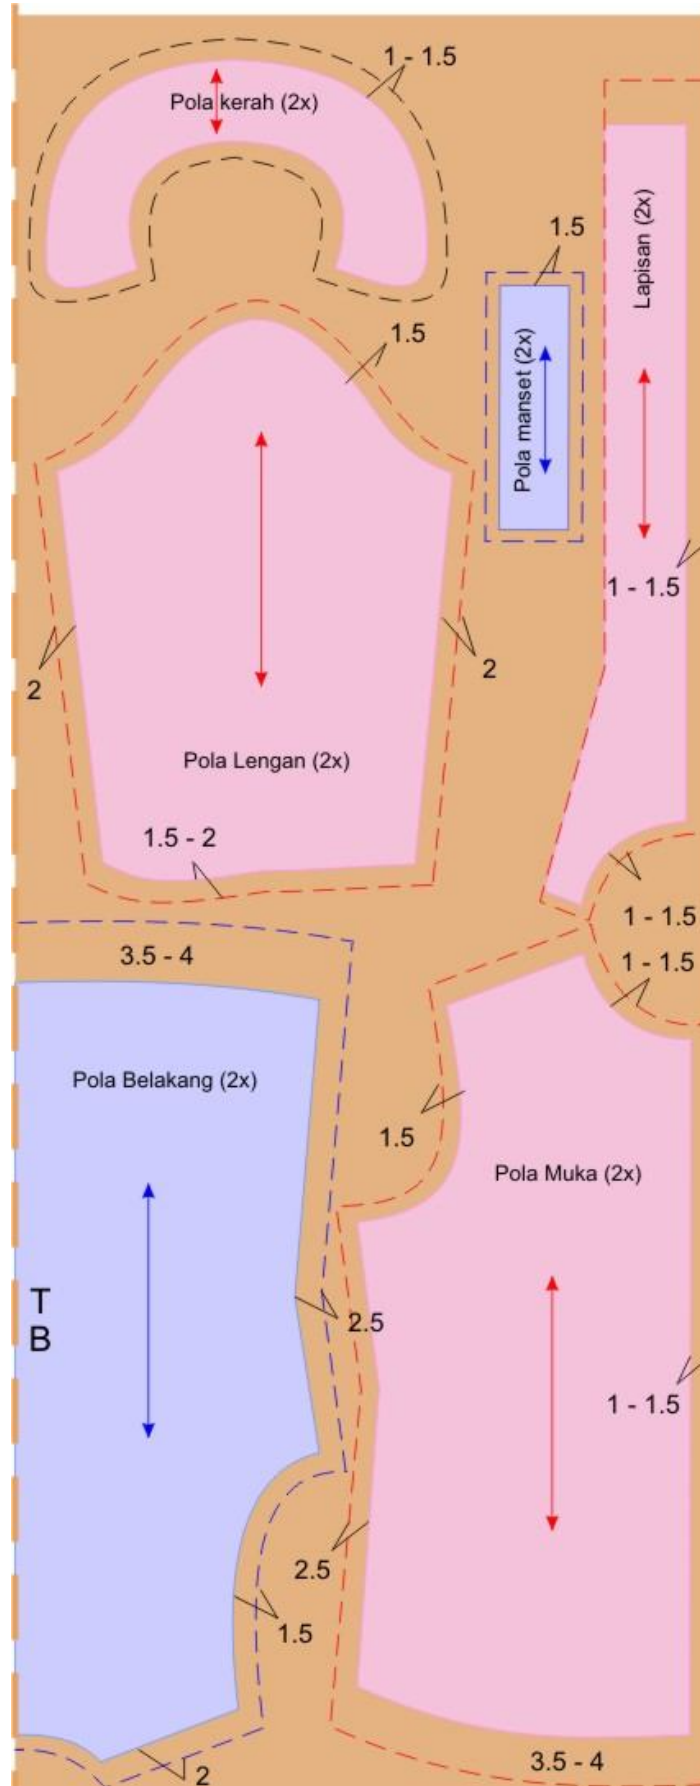 1 - 1.5
Pola kerah (2x)
1.5
Lapisan (2x)
1.5
Pola manset (2x)
1 - 1.5
2
2
Pola Lengan (2x)
1.5 - 2
1 - 1.5
3.5 - 4
1 - 1.5
Pola Belakang (2x)
1.5
Pola Muka (2x)
T
B
2.5
1 - 1.5
2.5
1.5
3.5 - 4
2